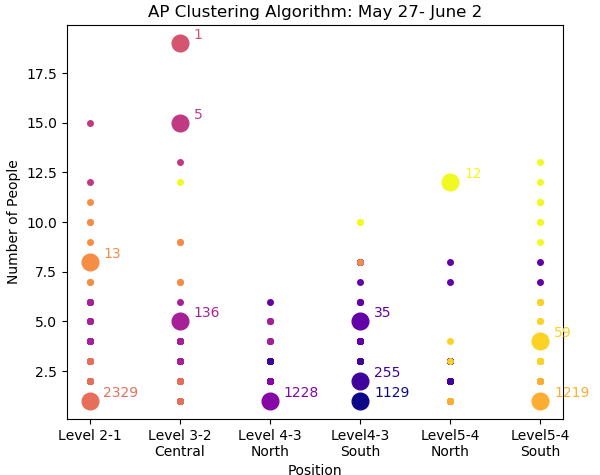 AP Clustering Algorithm: May 27- June 2
Number of People
17.5
15.0
12.5
10.0
7.5
5.0
2.5
1
5
12
13
136
35
59
255
2329
1228
1129
1219
Level 2-1
Level 3-2
Central
Level 4-3
North
Level4-3
South
Level5-4
North
Level5-4
South
Position